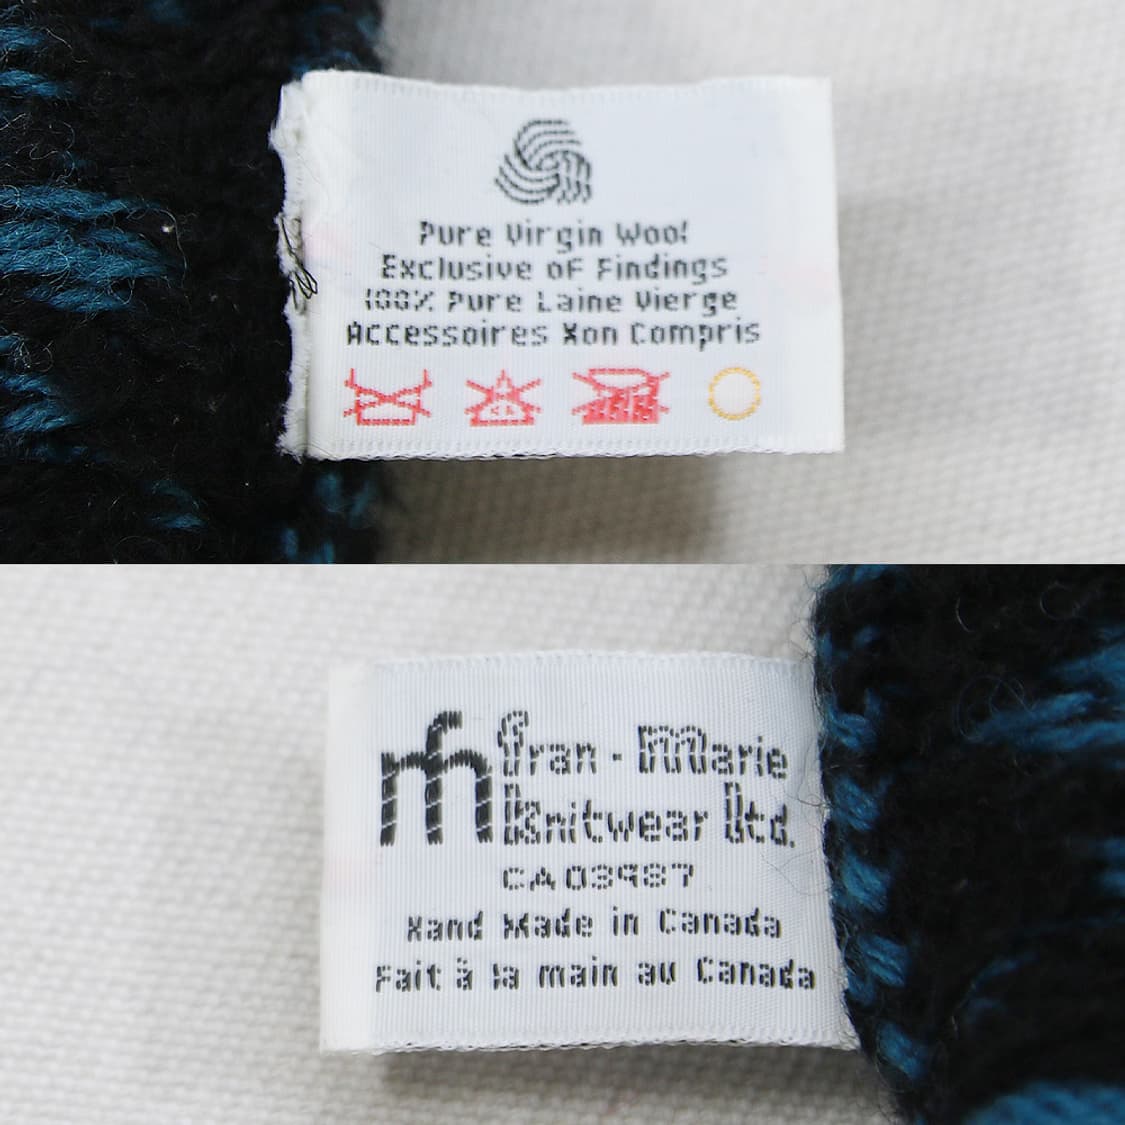 Pure Virgin Wool
Exclusive of Findings
100% Pure Laine Vierge
Accessoires Non Compris
Fran - Marie
Knitwear Ltd.
CA03987
Hand Made in Canada
Fait à la main au Canada